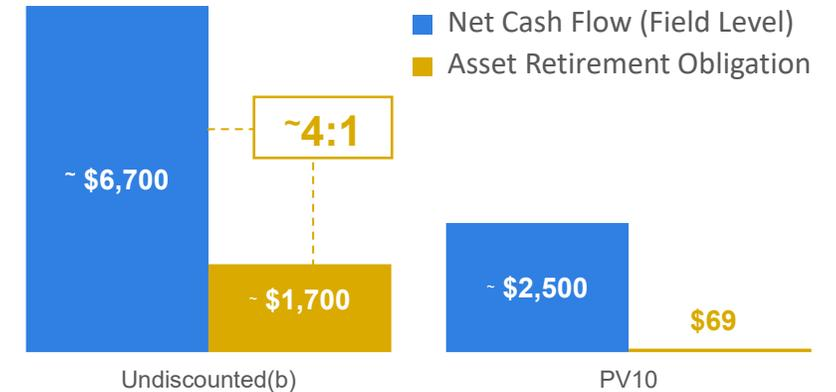 Net Cash Flow (Field Level)
Asset Retirement Obligation
~4:1
~ $6,700
~ $1,700
~ $2,500
$69
Undiscounted(b)
PV10